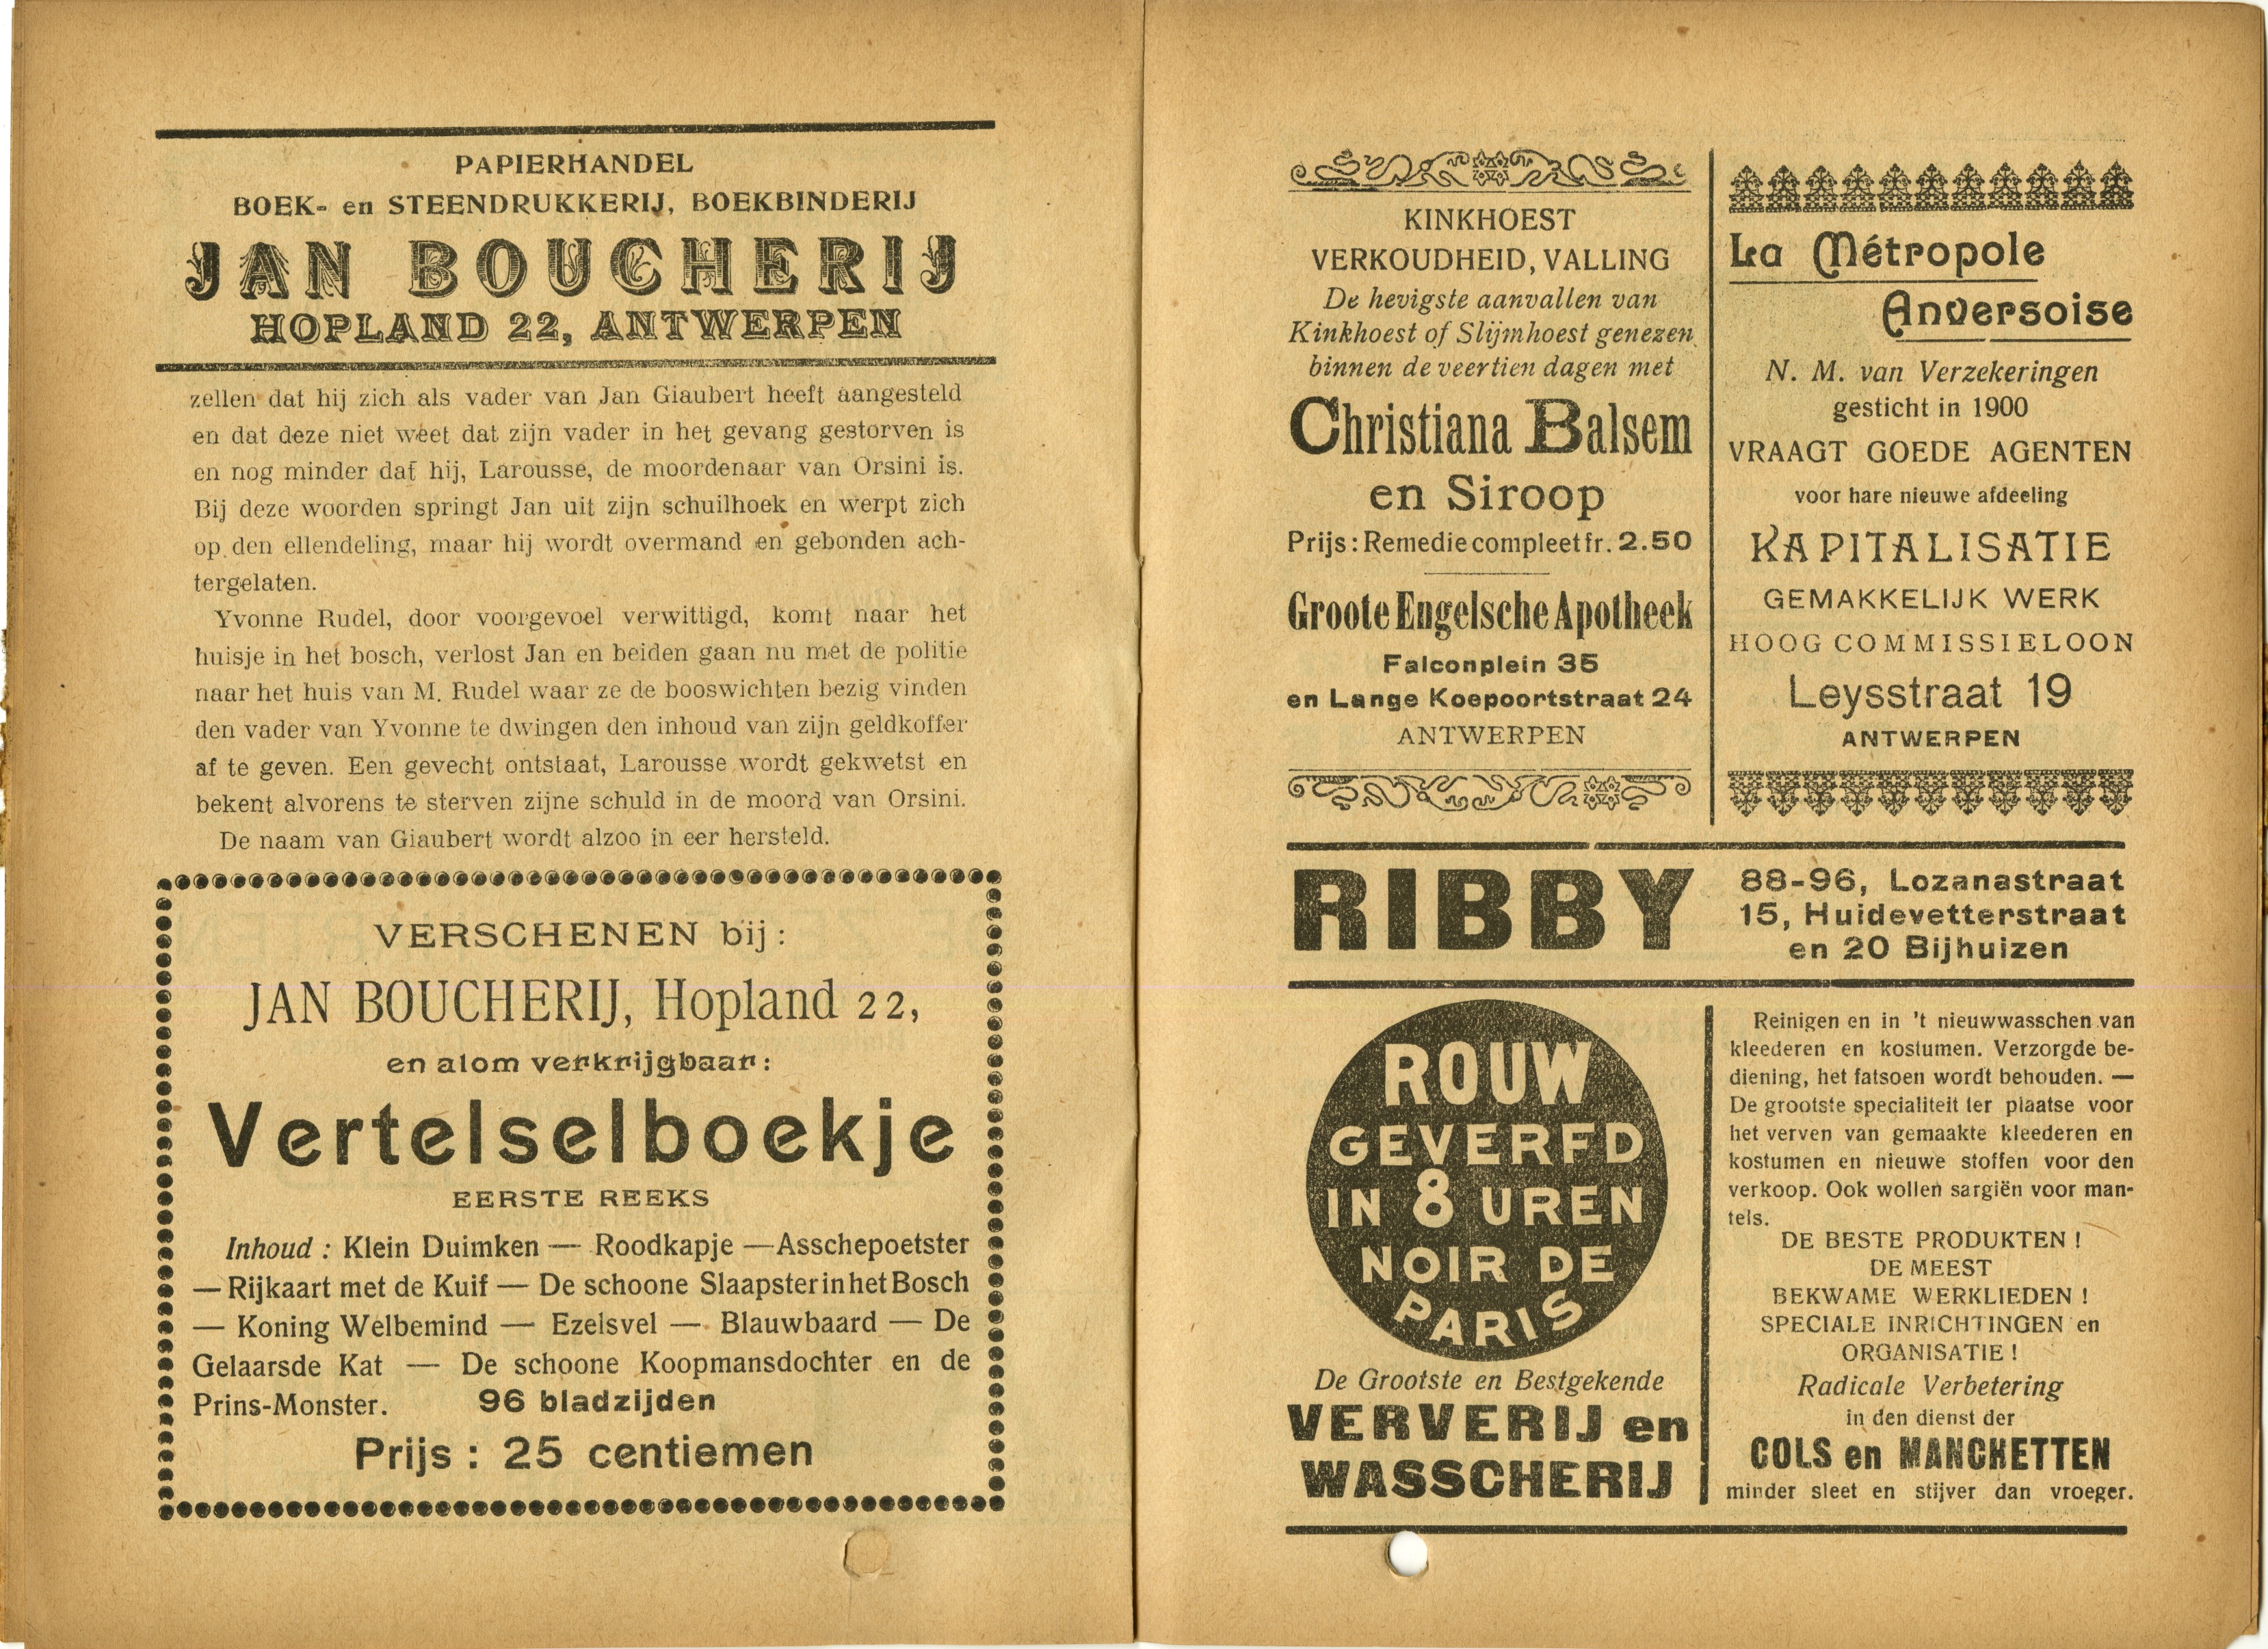 PAPIERHANDEL
BOEK- en STEENDRUKKERIJ, BOEKBINDERIJ
JAN BOUCHERIJ
HOPLAND 22, ANTWERPEN
zellen dat hij zich als vader van Jan Giaubert heeft aangesteld
en dat deze niet weet dat zijn vader in het gevang gestorven is
en nog minder dat hij, Larousse, de moordenaar van Orsini is.
Bij deze woorden springt Jan uit zijn schuilhoek en werpt zich
op den ellendeling, maar hij wordt overmand en gebonden ach-
tergelaten.
Yvonne Rudel, door voorgevoel verwittigd, komt naar het
huisje in het bosch, verlost Jan en beiden gaan nu met de politie
naar het huis van M. Rudel waar ze de booswichten bezig vinden
den vader van Yvonne te dwingen den inhoud van zijn geldkoffer
af te geven. Een gevecht ontstaat, Larousse wordt gekwetst en
bekent alvorens te sterven zijne schuld in de moord van Orsini.
De naam van Giaubert wordt alzoo in eer hersteld.
VERSCHENEN bij :
JAN BOUCHERIJ, Hopland 22,
en alom verkrijgbaar :
Vertelselboekje
EERSTE REEKS
Inhoud : Klein Duimken — Roodkapje — Asschepoetster
— Rijkaart met de Kuif — De schoone Slaapster in het Bosch
— Koning Welbemind — Ezelsvel — Blauwbaard — De
Gelaarsde Kat — De schoone Koopmansdochter en de
Prins-Monster. 96 bladzijden
Prijs : 25 centiemen
KINKHOEST
VERKOUDHEID, VALLING
De hevigste aanvallen van
Kinkhoest of Slijmhoest genezen
binnen de veertien dagen met
Christiana Balsem
en Siroop
Prijs : Remedie compleet fr. 2.50
Groote Engelsche Apotheek
Falconplein 35
en Lange Koepoortstraat 24
ANTWERPEN
La Métropole
Anversoise
N. M. van Verzekeringen
gesticht in 1900
VRAAGT GOEDE AGENTEN
voor hare nieuwe afdeeling
KAPITALISATIE
GEMAKKELIJK WERK
HOOG COMMISSIELOON
Leysstraat 19
ANTWERPEN
RIBBY
88-96, Lozanastraat
15, Huidevetterstraat
en 20 Bijhuizen
ROUW
GEVERFD
IN 8 UREN
NOIR DE
PARIS
De Grootste en Bestgekende
VERVERIJ en
WASSCHERIJ
Reinigen en in 't nieuwwasschen van
kleederen en kostumen. Verzorgde be-
diening, het fatsoen wordt behouden. —
De grootste specialiteit ter plaatse voor
het verven van gemaakte kleederen en
kostumen en nieuwe stoffen voor den
verkoop. Ook wollen sargiën voor man-
tels.
DE BESTE PRODUKTEN !
DE MEEST
BEKWAME WERKLIEDEN !
SPECIALE INRICHTINGEN en
ORGANISATIE !
Radicale Verbetering
in den dienst der
COLS en MANCHETTEN
minder sleet en stijver dan vroeger.